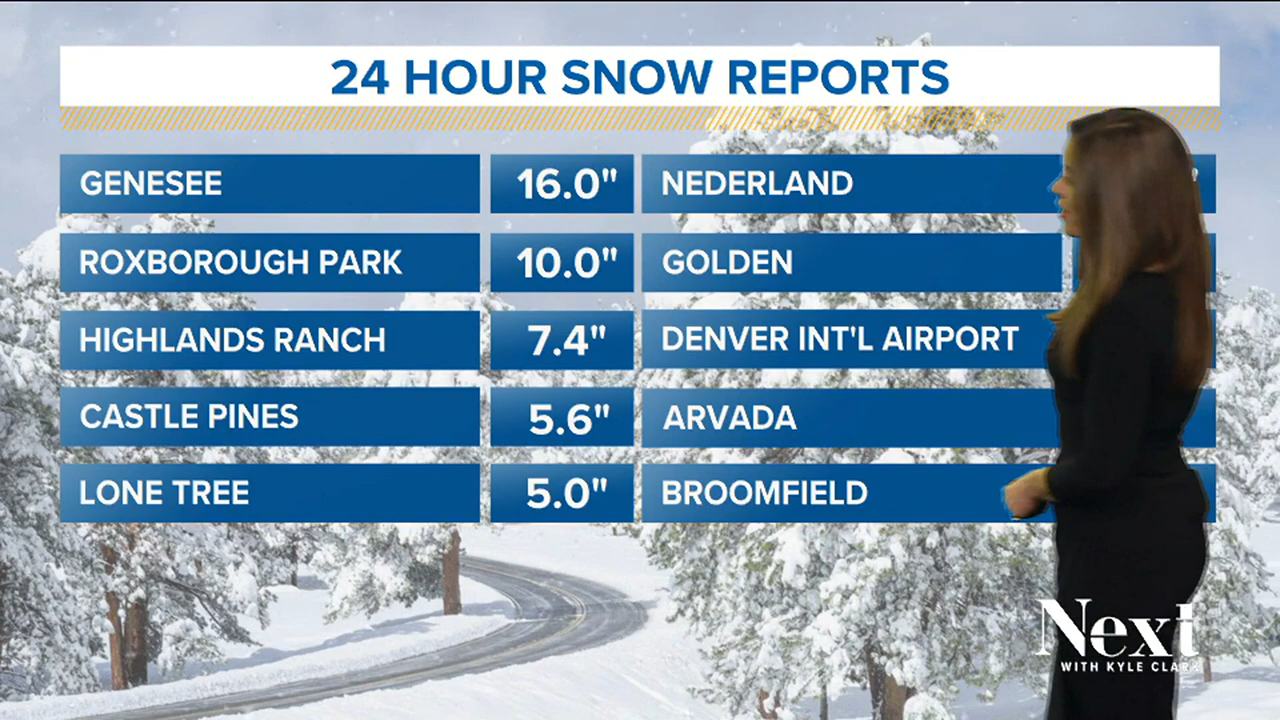 24 HOUR SNOW REPORTS
GENESEE 16.0" NEDERLAND
ROXBOROUGH PARK 10.0" GOLDEN
HIGHLANDS RANCH 7.4" DENVER INT'L AIRPORT
CASTLE PINES 5.6" ARVADA
LONE TREE 5.0" BROOMFIELD
Next
WITH KYLE CLARK